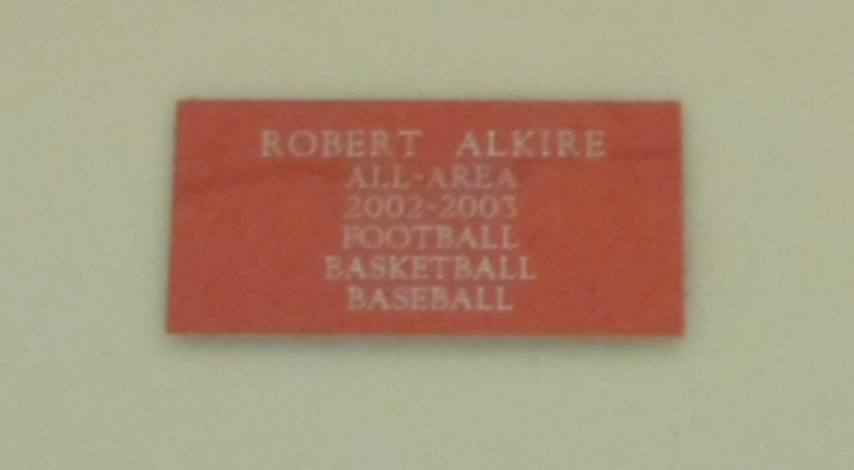 ROBERT ALKIRE
ALL-AREA
2002-2003
FOOTBALL
BASKETBALL
BASEBALL